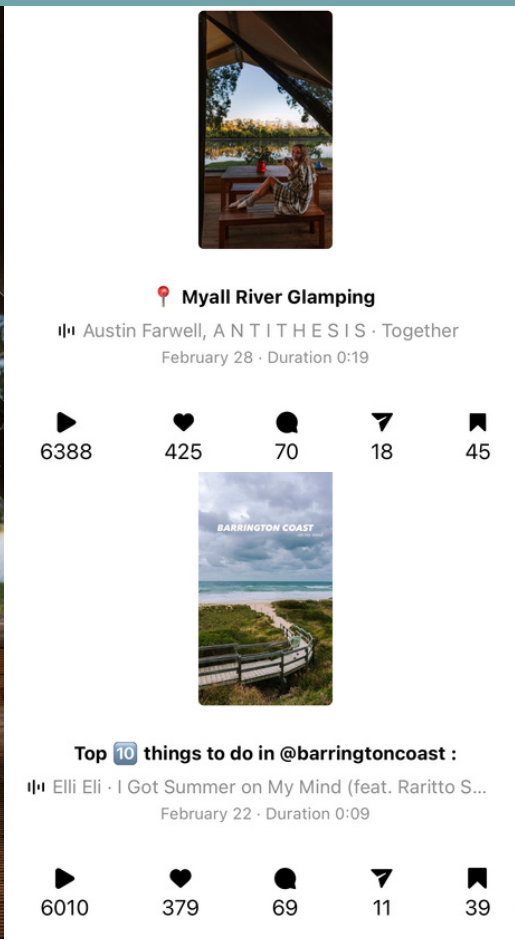 📍 Myall River Glamping
Austin Farwell, A N T I T H E S I S · Together
February 28 · Duration 0:19
6388 425 70 18 45
BARRINGTON COAST
Top 🔟 things to do in @barringtoncoast :
Elli Eli · I Got Summer on My Mind (feat. Raritto S...
February 22 · Duration 0:09
6010 379 69 11 39